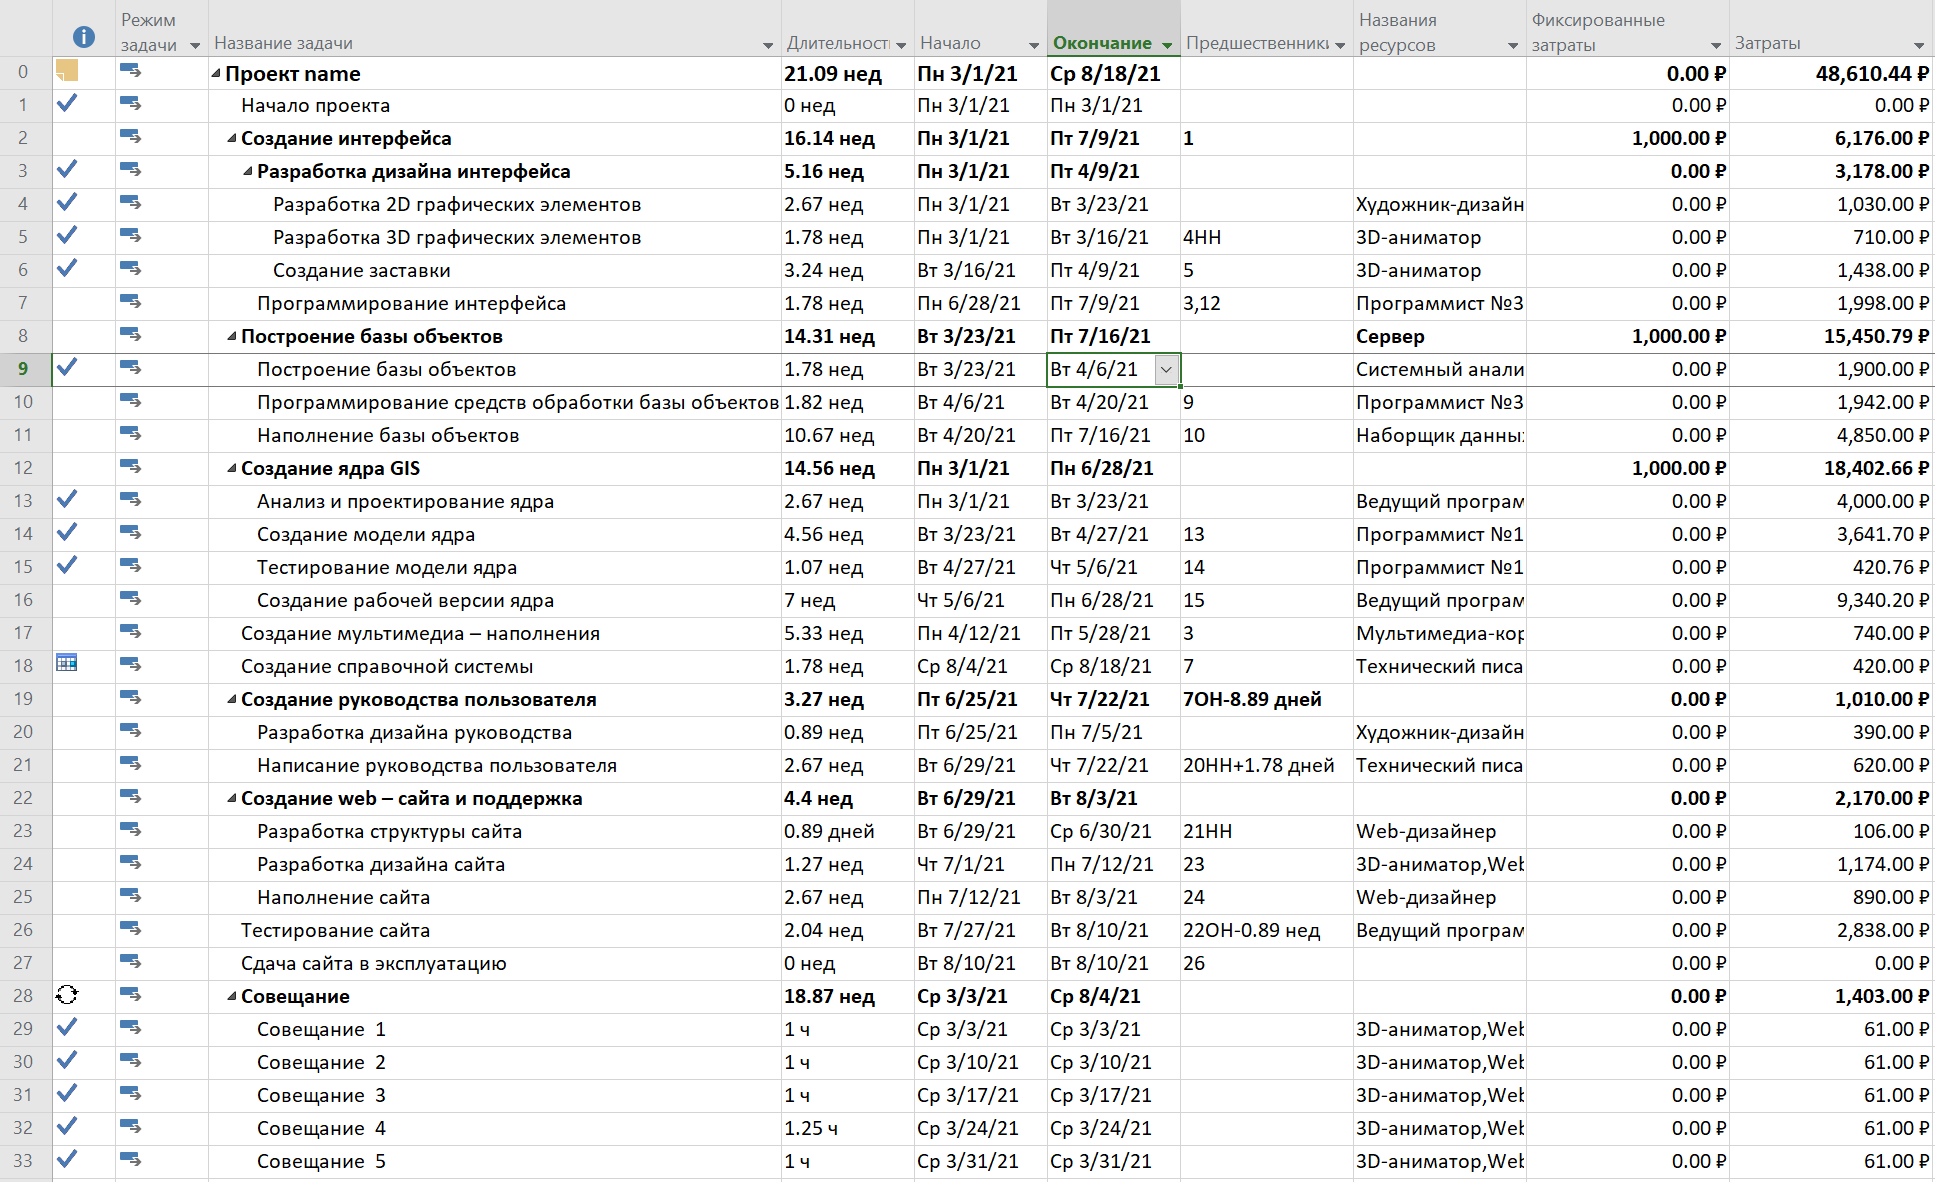 Режим задачи Название задачи Длительност Начало Окончание Предшественники Названия ресурсов Фиксированные затраты Затраты
0 Проект name 21.09 нед Пн 3/1/21 Ср 8/18/21 0.00 ₽ 48,610.44 ₽
1 Начало проекта 0 нед Пн 3/1/21 Пн 3/1/21 0.00 ₽ 0.00 ₽
2 Создание интерфейса 16.14 нед Пн 3/1/21 Пт 7/9/21 1 1,000.00 ₽ 6,176.00 ₽
3 Разработка дизайна интерфейса 5.16 нед Пн 3/1/21 Пт 4/9/21 0.00 ₽ 3,178.00 ₽
4 Разработка 2D графических элементов 2.67 нед Пн 3/1/21 Вт 3/23/21 Художник-дизайн 0.00 ₽ 1,030.00 ₽
5 Разработка 3D графических элементов 1.78 нед Пн 3/1/21 Вт 3/16/21 4НН 3D-аниматор 0.00 ₽ 710.00 ₽
6 Создание заставки 3.24 нед Вт 3/16/21 Пт 4/9/21 5 3D-аниматор 0.00 ₽ 1,438.00 ₽
7 Программирование интерфейса 1.78 нед Пн 6/28/21 Пт 7/9/21 3,12 Программист №3 0.00 ₽ 1,998.00 ₽
8 Построение базы объектов 14.31 нед Вт 3/23/21 Пт 7/16/21 Сервер 1,000.00 ₽ 15,450.79 ₽
9 Построение базы объектов 1.78 нед Вт 3/23/21 Вт 4/6/21 Системный анали 0.00 ₽ 1,900.00 ₽
10 Программирование средств обработки базы объектов 1.82 нед Вт 4/6/21 Вт 4/20/21 9 Программист №3 0.00 ₽ 1,942.00 ₽
11 Наполнение базы объектов 10.67 нед Вт 4/20/21 Пт 7/16/21 10 Наборщик данны 0.00 ₽ 4,850.00 ₽
12 Создание ядра GIS 14.56 нед Пн 3/1/21 Пн 6/28/21 1,000.00 ₽ 18,402.66 ₽
13 Анализ и проектирование ядра 2.67 нед Пн 3/1/21 Вт 3/23/21 Ведущий програм 0.00 ₽ 4,000.00 ₽
14 Создание модели ядра 4.56 нед Вт 3/23/21 Вт 4/27/21 13 Программист №1 0.00 ₽ 3,641.70 ₽
15 Тестирование модели ядра 1.07 нед Вт 4/27/21 Чт 5/6/21 14 Программист №1 0.00 ₽ 420.76 ₽
16 Создание рабочей версии ядра 7 нед Чт 5/6/21 Пн 6/28/21 15 Ведущий програм 0.00 ₽ 9,340.20 ₽
17 Создание мультимедиа – наполнения 5.33 нед Пн 4/12/21 Пт 5/28/21 3 Мультимедиа-кор 0.00 ₽ 740.00 ₽
18 Создание справочной системы 1.78 нед Ср 8/4/21 Ср 8/18/21 7 Технический писа 0.00 ₽ 420.00 ₽
19 Создание руководства пользователя 3.27 нед Пт 6/25/21 Чт 7/22/21 7ОН-8.89 дней 0.00 ₽ 1,010.00 ₽
20 Разработка дизайна руководства 0.89 нед Пт 6/25/21 Пн 7/5/21 Художник-дизайн 0.00 ₽ 390.00 ₽
21 Написание руководства пользователя 2.67 нед Вт 6/29/21 Чт 7/22/21 20НН+1.78 дней Технический писа 0.00 ₽ 620.00 ₽
22 Создание web – сайта и поддержка 4.4 нед Вт 6/29/21 Вт 8/3/21 0.00 ₽ 2,170.00 ₽
23 Разработка структуры сайта 0.89 дней Вт 6/29/21 Ср 6/30/21 21НН Web-дизайнер 0.00 ₽ 106.00 ₽
24 Разработка дизайна сайта 1.27 нед Чт 7/1/21 Пн 7/12/21 23 3D-аниматор,Web 0.00 ₽ 1,174.00 ₽
25 Наполнение сайта 2.67 нед Пн 7/12/21 Вт 8/3/21 24 Web-дизайнер 0.00 ₽ 890.00 ₽
26 Тестирование сайта 2.04 нед Вт 7/27/21 Вт 8/10/21 22ОН-0.89 нед Ведущий програм 0.00 ₽ 2,838.00 ₽
27 Сдача сайта в эксплуатацию 0 нед Вт 8/10/21 Вт 8/10/21 26 0.00 ₽ 0.00 ₽
28 Совещание 18.87 нед Ср 3/3/21 Ср 8/4/21 0.00 ₽ 1,403.00 ₽
29 Совещание 1 1 ч Ср 3/3/21 Ср 3/3/21 3D-аниматор,Web 0.00 ₽ 61.00 ₽
30 Совещание 2 1 ч Ср 3/10/21 Ср 3/10/21 3D-аниматор,Web 0.00 ₽ 61.00 ₽
31 Совещание 3 1 ч Ср 3/17/21 Ср 3/17/21 3D-аниматор,Web 0.00 ₽ 61.00 ₽
32 Совещание 4 1.25 ч Ср 3/24/21 Ср 3/24/21 3D-аниматор,Web 0.00 ₽ 61.00 ₽
33 Совещание 5 1 ч Ср 3/31/21 Ср 3/31/21 3D-аниматор,Web 0.00 ₽ 61.00 ₽